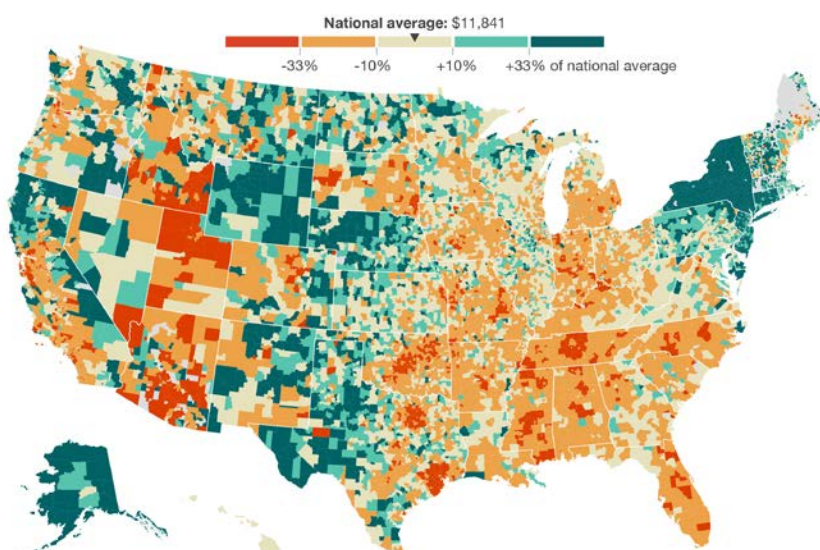 National average: $11,841
-33% -10% +10% +33% of national average